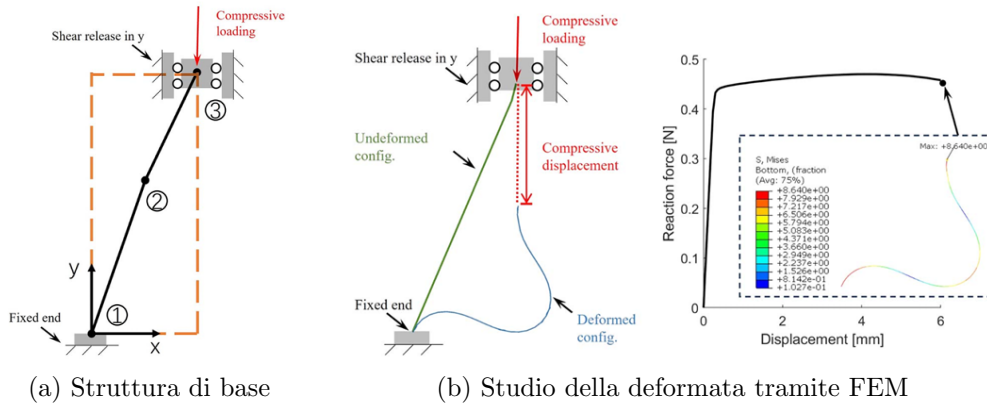 Compressive
loading
Shear release in y
③
②
y
①
Fixed end
x
(a) Struttura di base
Compressive
loading
Shear release in y
Undeformed
config.
Compressive
displacement
Fixed end
Deformed
config.
0.5
0.4
0.3
0.2
0.1
0
Reaction force [N]
Max: +8.640e+00
S, Mises
Bottom, (fraction
(Avg: 75%)
+8.640e+00
+7.929e+00
+7.217e+00
+6.506e+00
+5.794e+00
+5.083e+00
+4.371e+00
+3.660e+00
+2.949e+00
+2.237e+00
+1.526e+00
+8.142e-01
+1.027e-01
0 2 4 6
Displacement [mm]
(b) Studio della deformata tramite FEM